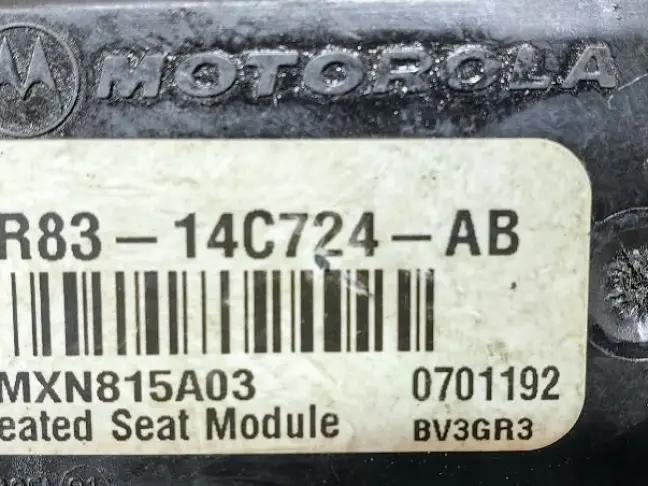 MOTOROLA
R83-14C724-AB
MXN815A03 0701192
eated Seat Module BV3GR3